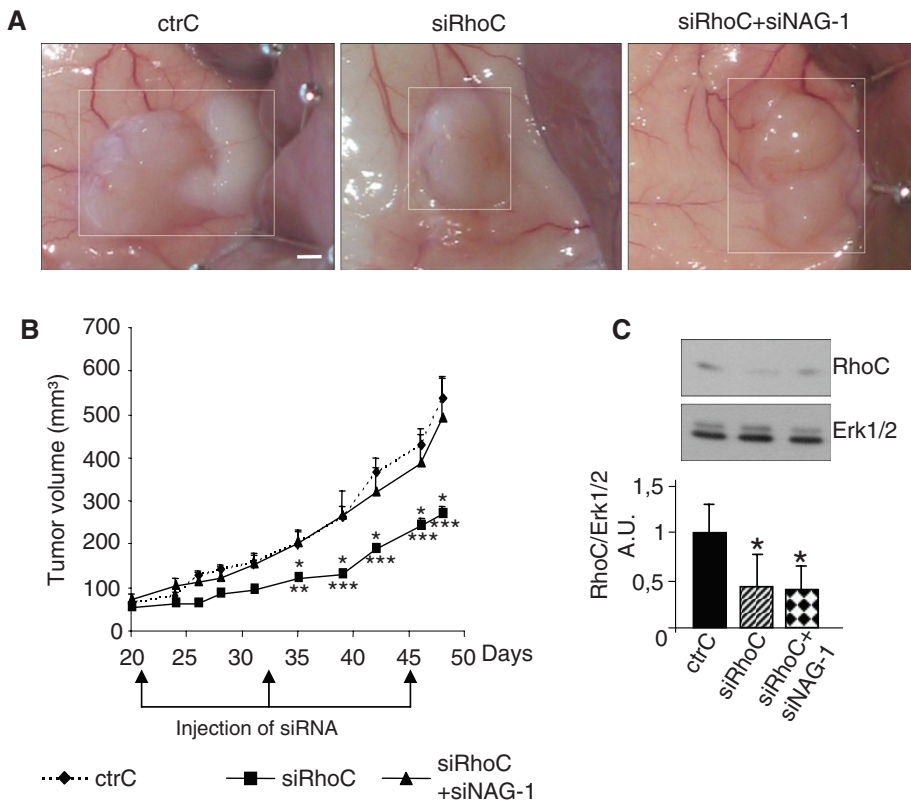 A
ctrC siRhoC siRhoC+siNAG-1
B
700
600
500
400
300
200
100
0
Tumor volume (mm³)
* * * * *
** *** *** *** ***
20 25 30 35 40 45 50 Days
Injection of siRNA
ctrC siRhoC siRhoC
+siNAG-1
C
RhoC
Erk1/2
RhoC/Erk1/2
A.U.
1,5
1
0,5
0
* *
ctrC
siRhoC
siRhoC+
siNAG-1